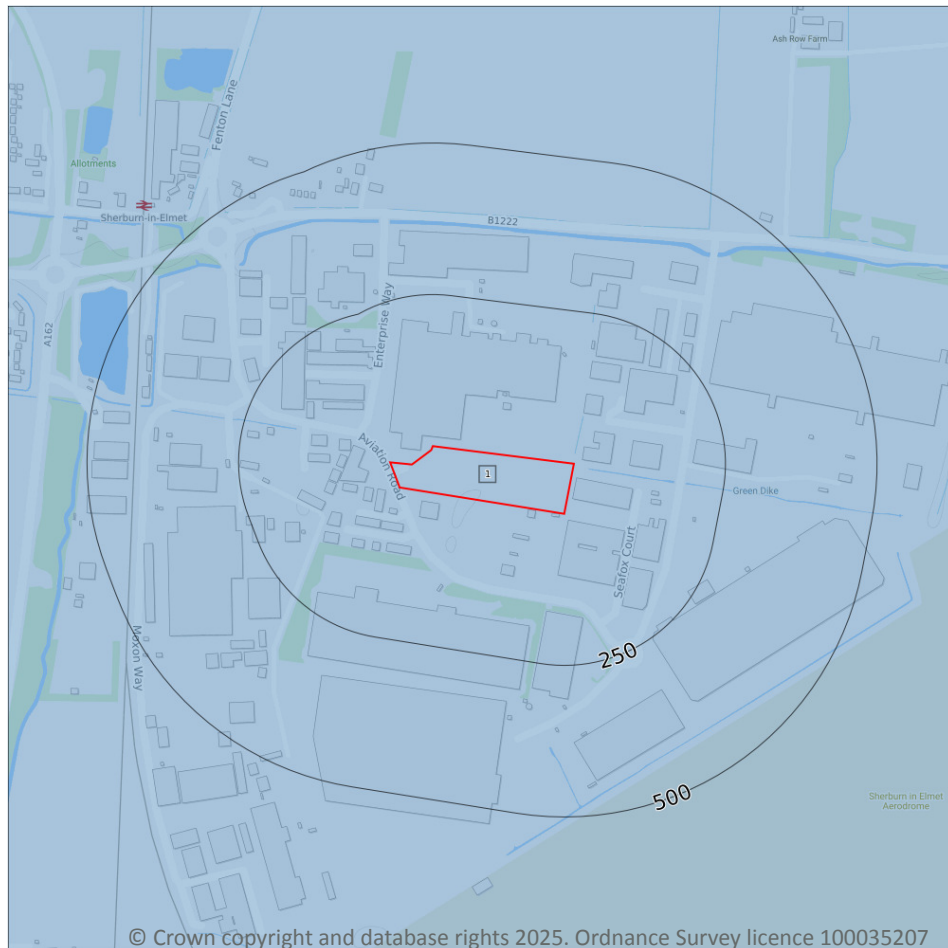 Ash Row Farm
Fenton Lane
Allotments
Sherburn-in-Elmet
B1222
A162
Enterprise Way
Aviation Road
1
Green Dike
Seafox Court
Moxon Way
250
500
Sherburn in Elmet
Aerodrome
© Crown copyright and database rights 2025. Ordnance Survey licence 100035207